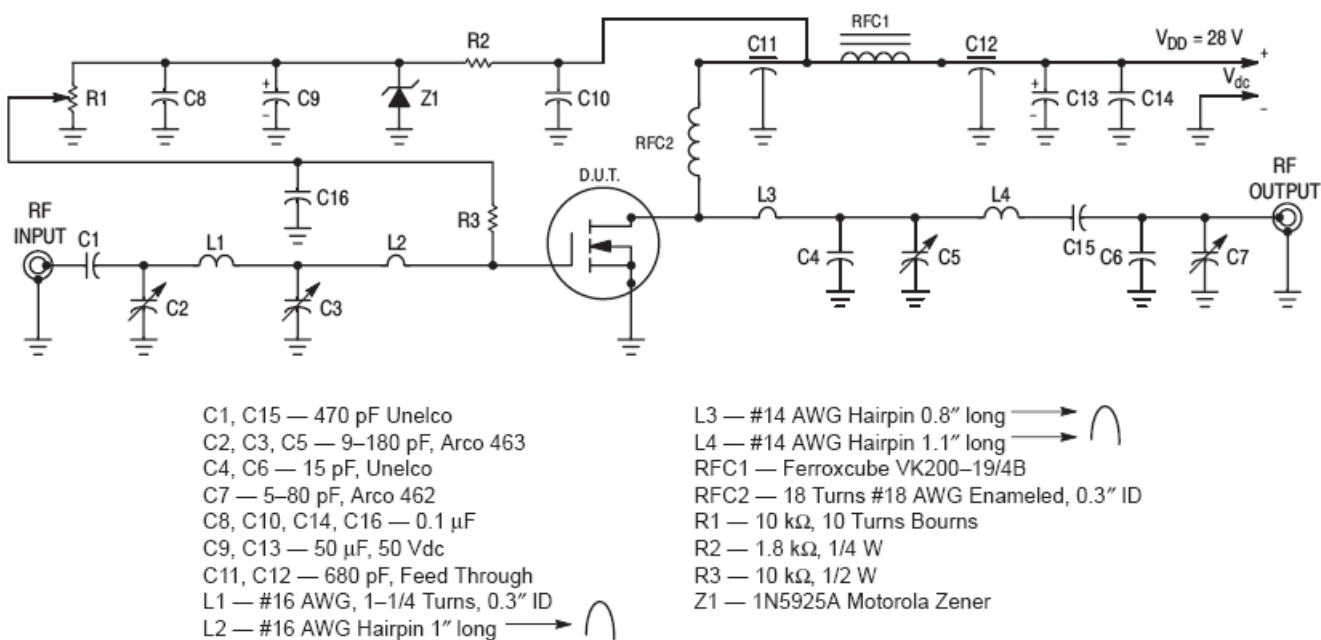 RFC1
R2
C11
C12
V_DD = 28 V
+
V_dc
-
R1
C8
+
C9
-
Z1
C10
+
C13
-
C14
RFC2
C16
D.U.T.
RF
INPUT
C1
L1
L2
R3
L3
L4
RF
OUTPUT
C2
C3
C4
C5
C15
C6
C7
C1, C15 — 470 pF Unelco
C2, C3, C5 — 9–180 pF, Arco 463
C4, C6 — 15 pF, Unelco
C7 — 5–80 pF, Arco 462
C8, C10, C14, C16 — 0.1 μF
C9, C13 — 50 μF, 50 Vdc
C11, C12 — 680 pF, Feed Through
L1 — #16 AWG, 1–1/4 Turns, 0.3″ ID
L2 — #16 AWG Hairpin 1″ long
L3 — #14 AWG Hairpin 0.8″ long
L4 — #14 AWG Hairpin 1.1″ long
RFC1 — Ferroxcube VK200–19/4B
RFC2 — 18 Turns #18 AWG Enameled, 0.3″ ID
R1 — 10 kΩ, 10 Turns Bourns
R2 — 1.8 kΩ, 1/4 W
R3 — 10 kΩ, 1/2 W
Z1 — 1N5925A Motorola Zener